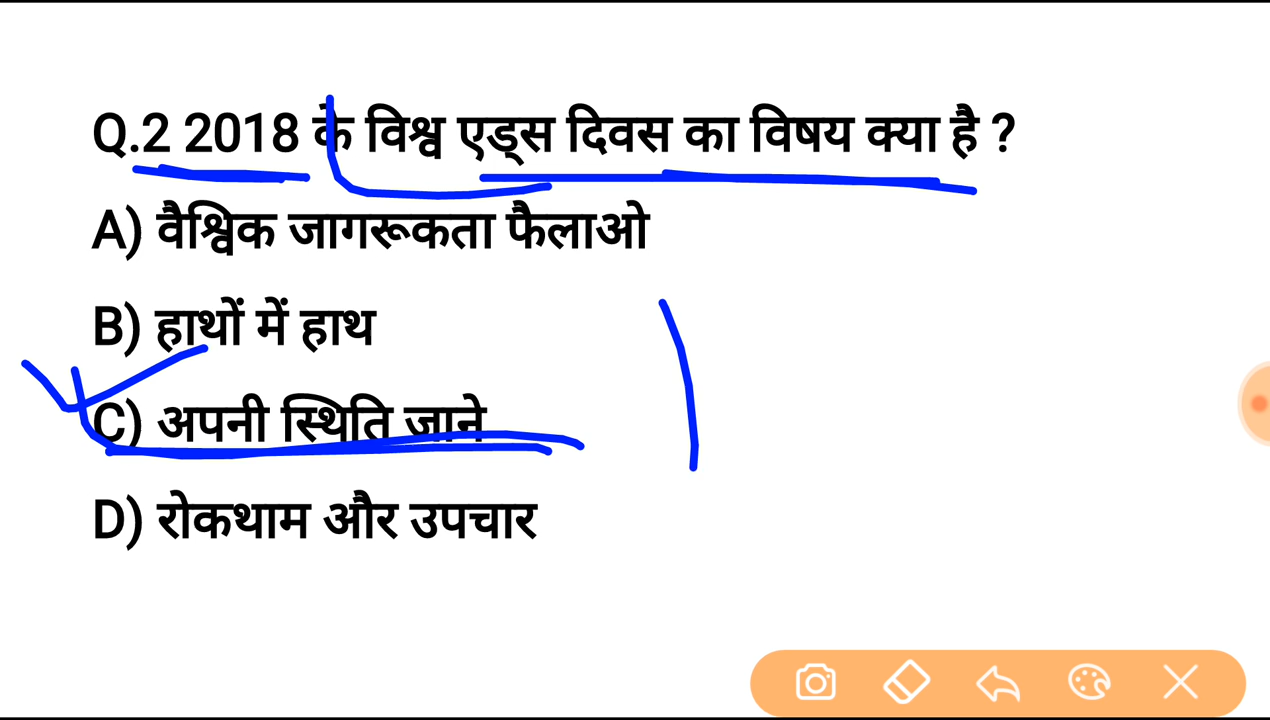 Q.2 2018 के विश्व एड्स दिवस का विषय क्या है ?
A) वैश्विक जागरूकता फैलाओ
B) हाथों में हाथ
C) अपनी स्थिति जाने
D) रोकथाम और उपचार